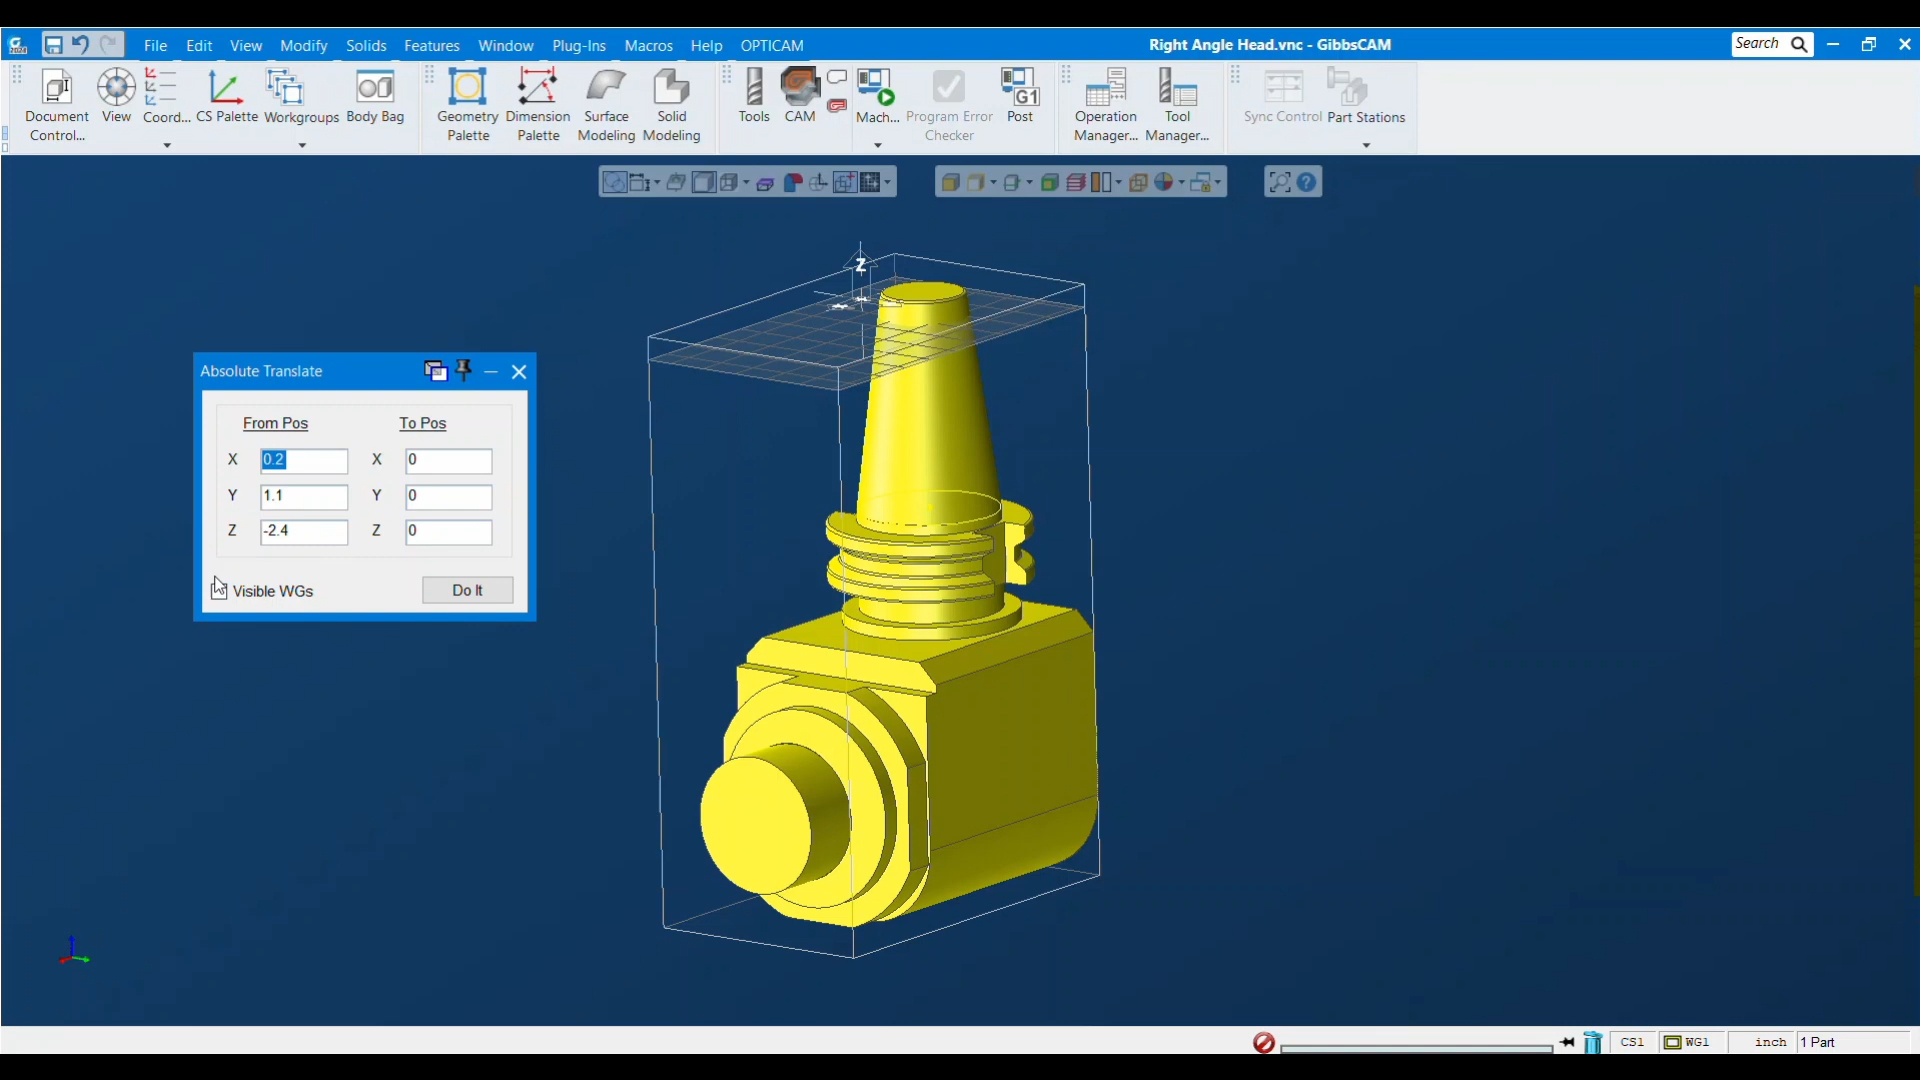 File Edit View Modify Solids Features Window Plug-Ins Macros Help OPTICAM
Right Angle Head.vnc - GibbsCAM
Search
Document Control...
View
Coord...
CS Palette
Workgroups
Body Bag
Geometry Palette
Dimension Palette
Surface Modeling
Solid Modeling
Tools
CAM
Mach...
Program Error Checker
G1
Post
Operation Manager...
Tool Manager...
Sync Control
Part Stations
Z
Absolute Translate
From Pos To Pos
X 0.2 X 0
Y 1.1 Y 0
Z -2.4 Z 0
Visible WGs Do It
CS1 WG1 inch 1 Part